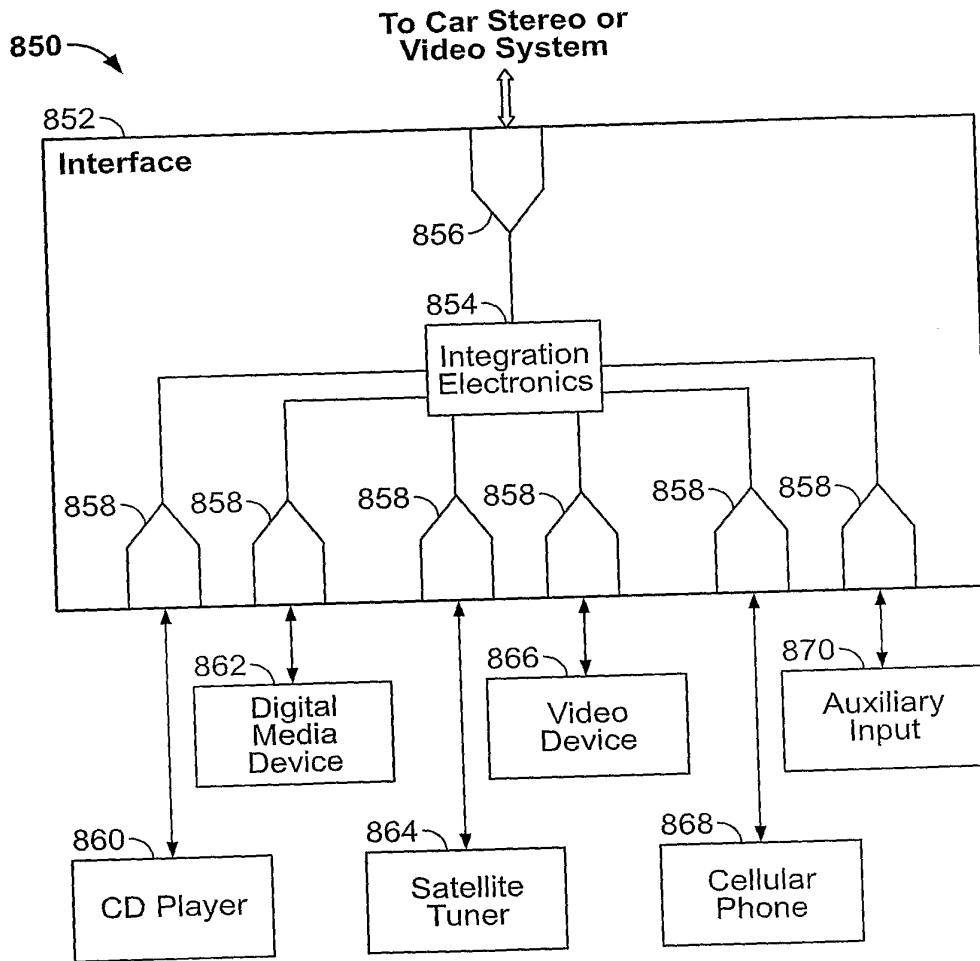 To Car Stereo or
Video System
850
852
Interface
856
854
Integration
Electronics
858
858
858
858
858
858
862
Digital
Media
Device
866
Video
Device
870
Auxiliary
Input
860
CD Player
864
Satellite
Tuner
868
Cellular
Phone